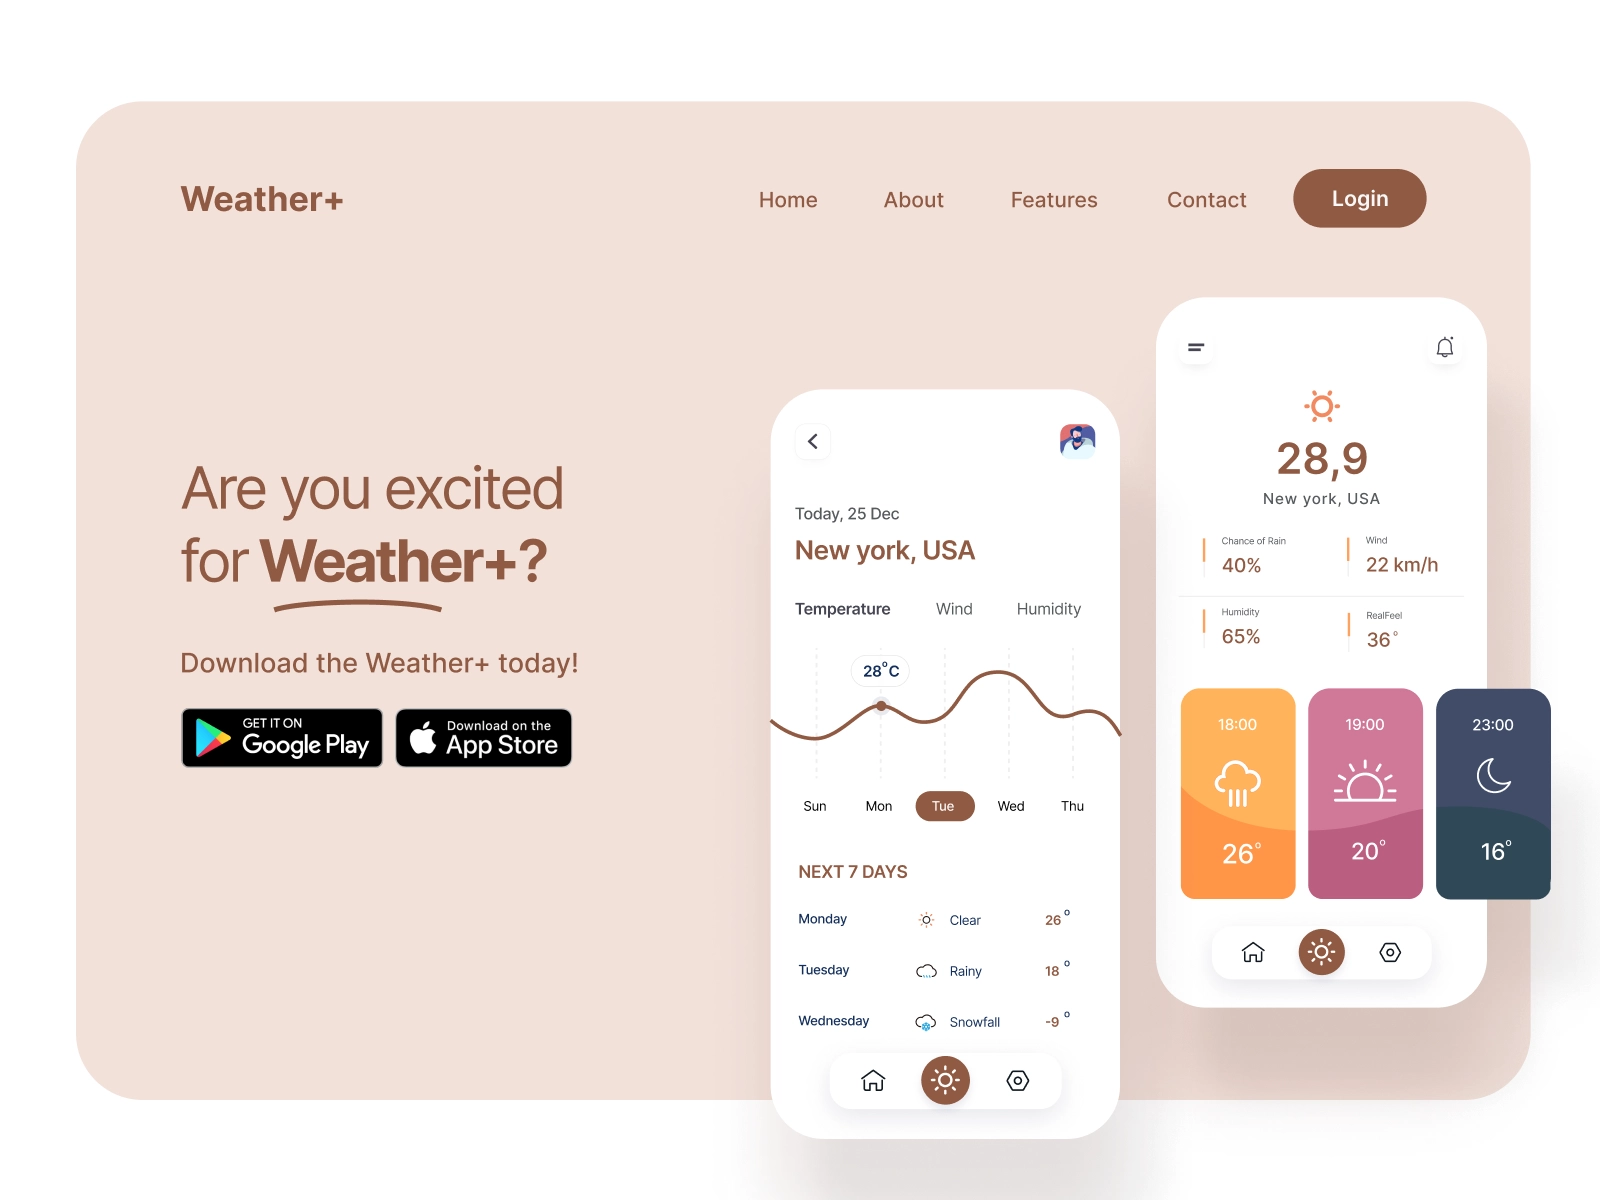 Weather+
Home About Features Contact Login
Are you excited
for Weather+?
Download the Weather+ today!
GET IT ON
Google Play
Download on the
App Store
Today, 25 Dec
New york, USA
Temperature Wind Humidity
28°C
Sun Mon Tue Wed Thu
NEXT 7 DAYS
Monday Clear 26°
Tuesday Rainy 18°
Wednesday Snowfall -9°
28,9
New york, USA
Chance of Rain
40%
Wind
22 km/h
Humidity
65%
RealFeel
36°
18:00
26°
19:00
20°
23:00
16°